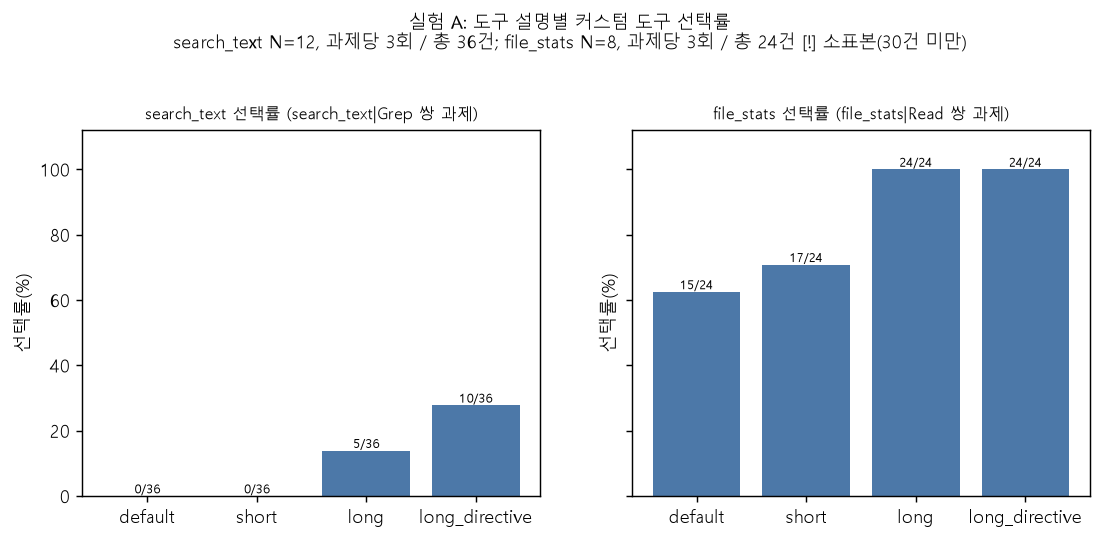 실험 A: 도구 설명별 커스텀 도구 선택률
search_text N=12, 과제당 3회 / 총 36건; file_stats N=8, 과제당 3회 / 총 24건 [!] 소표본(30건 미만)
search_text 선택률 (search_text|Grep 쌍 과제)
선택률(%)
100
80
60
40
20
0
0/36
0/36
5/36
10/36
default
short
long
long_directive
file_stats 선택률 (file_stats|Read 쌍 과제)
선택률(%)
15/24
17/24
24/24
24/24
default
short
long
long_directive